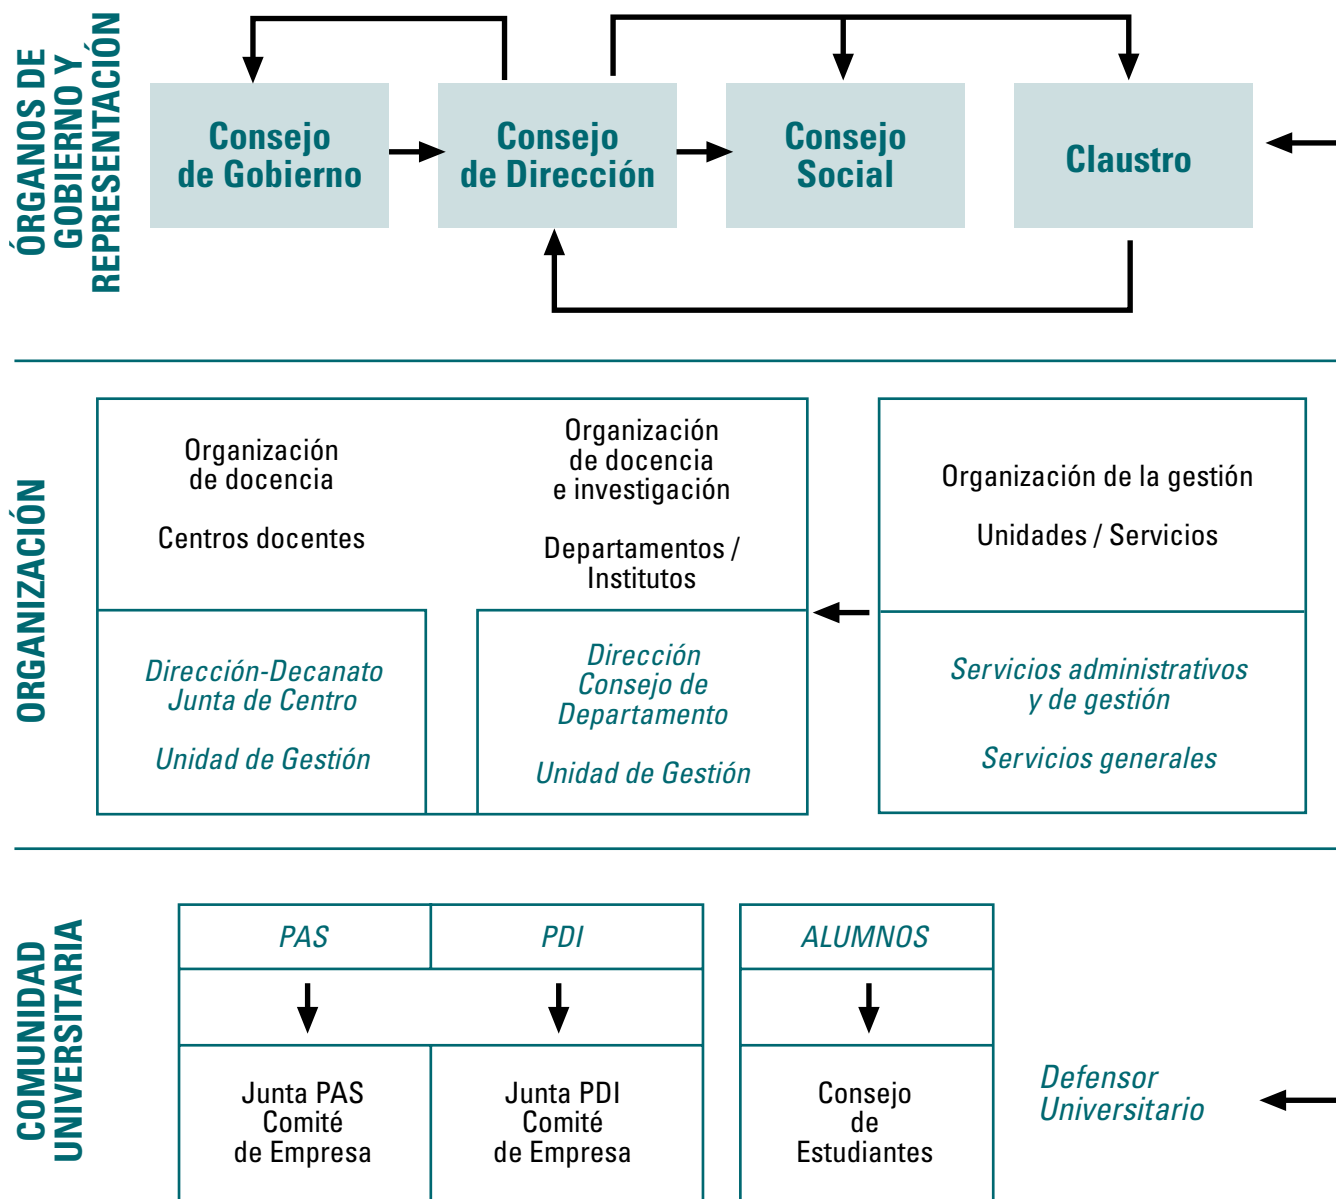 ÓRGANOS DE
GOBIERNO Y
REPRESENTACIÓN
Consejo
de Gobierno
Consejo
de Dirección
Consejo
Social
Claustro
ORGANIZACIÓN
Organización
de docencia
Centros docentes
Organización
de docencia
e investigación
Departamentos /
Institutos
Organización de la gestión
Unidades / Servicios
Dirección-Decanato
Junta de Centro
Unidad de Gestión
Dirección
Consejo de
Departamento
Unidad de Gestión
Servicios administrativos
y de gestión
Servicios generales
COMUNIDAD
UNIVERSITARIA
PAS
PDI
ALUMNOS
Junta PAS
Comité
de Empresa
Junta PDI
Comité
de Empresa
Consejo
de
Estudiantes
Defensor
Universitario